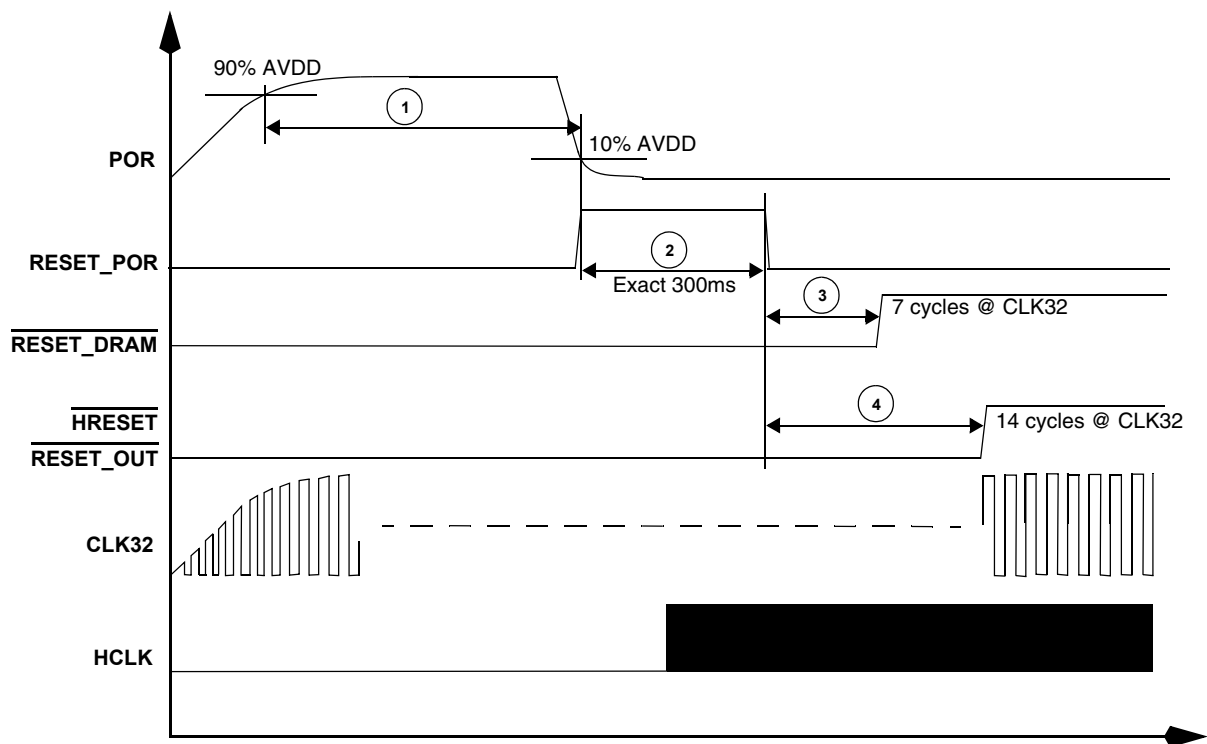 90% AVDD
1
10% AVDD
POR
2
RESET_POR
Exact 300ms
3
7 cycles @ CLK32
RESET_DRAM
4
HRESET
14 cycles @ CLK32
RESET_OUT
CLK32
HCLK